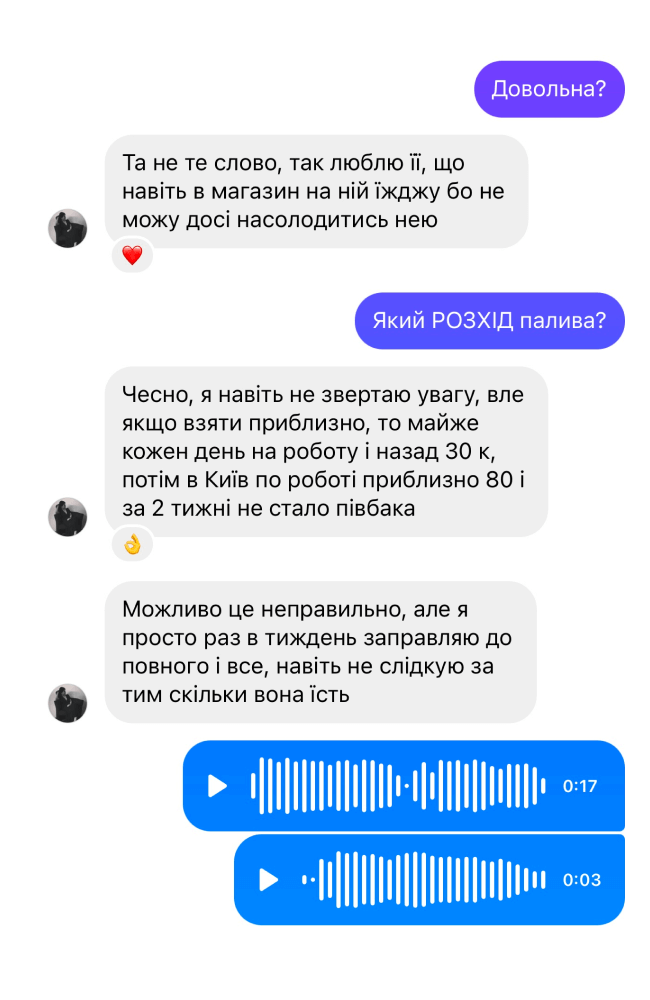 Довольна?
Та не те слово, так люблю її, що
навіть в магазин на ній їжджу бо не
можу досі насолодитись нею
Який РОЗХІД палива?
Чесно, я навіть не звертаю увагу, вле
якщо взяти приблизно, то майже
кожен день на роботу і назад 30 к,
потім в Київ по роботі приблизно 80 і
за 2 тижні не стало півбака
Можливо це неправильно, але я
просто раз в тиждень заправляю до
повного і все, навіть не слідкую за
тим скільки вона їсть
0:17
0:03